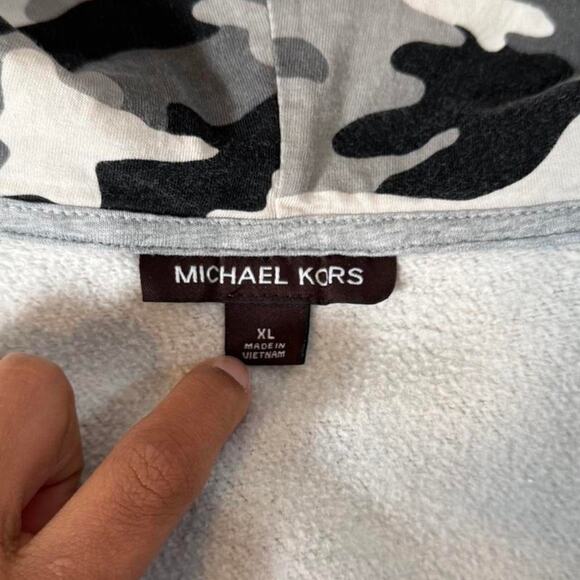 MICHAEL KORS
XL
MADE IN
VIETNAM